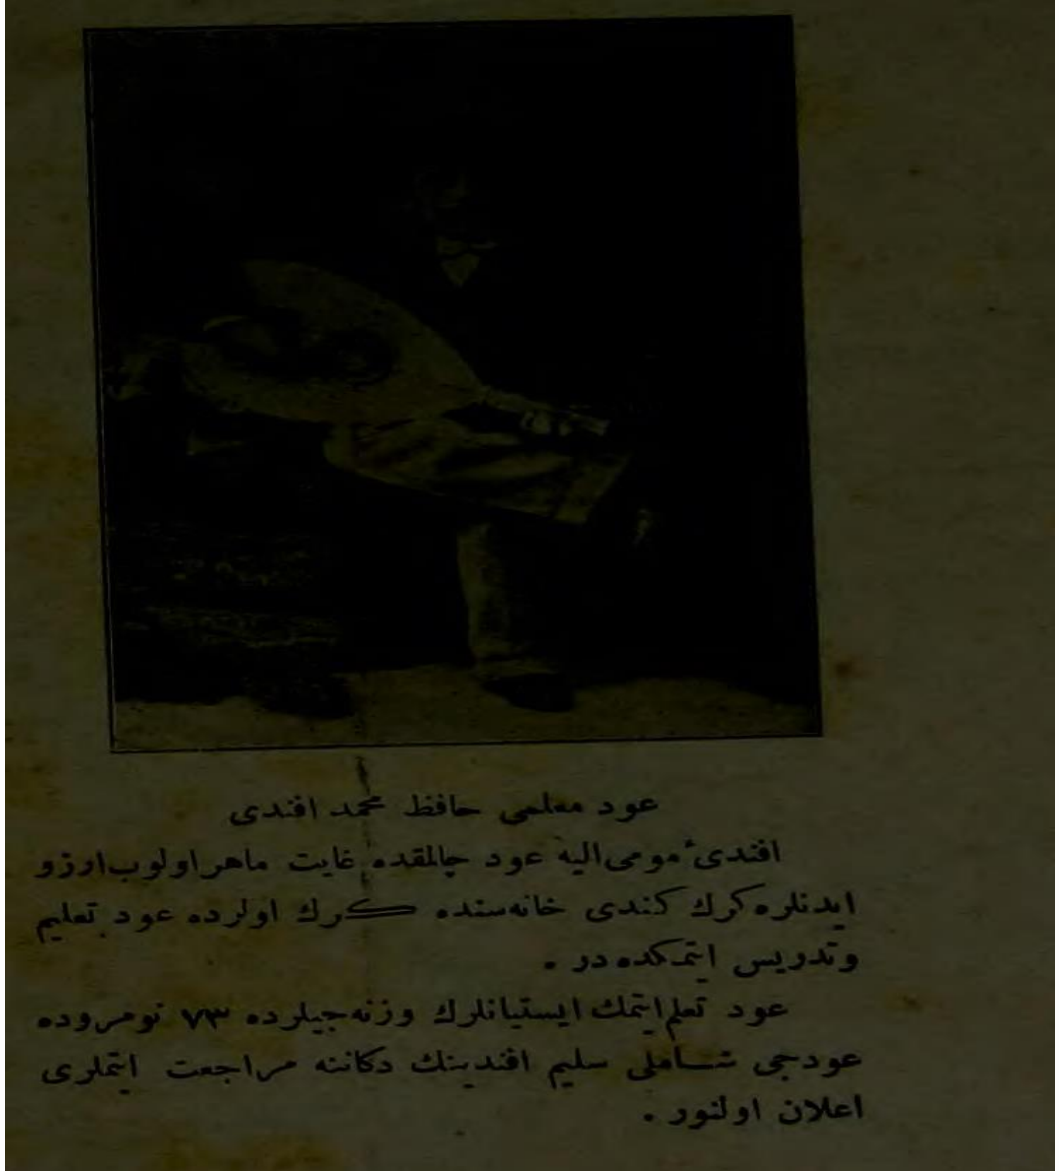 عود معلمی حافظ محمد افندی
افندیٔ مومی‌الیه عود چالمقده غایت ماهر اولوب ارزو
ایدنلره کرك کندی خانه‌سنده کرك اولرده عود تعلیم
وتدریس ایتمکده در .
عود تعلم ایتمك ایستیانلرك وزنه‌جیلرده ۷۳ نومروده
عودجی شاملی سلیم افندینك دکاننه مراجعت ایتملری
اعلان اولنور .